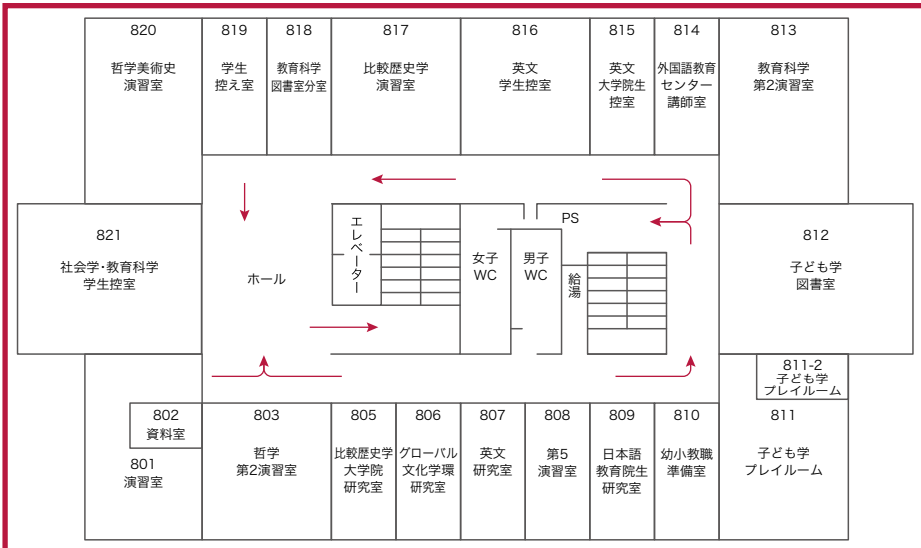 820
哲学美術史
演習室
819
学生
控え室
818
教育科学
図書室分室
817
比較歴史学
演習室
816
英文
学生控室
815
英文
大学院生
控室
814
外国語教育
センター
講師室
813
教育科学
第2演習室
821
社会学・教育科学
学生控室
ホール
エレベーター
女子
WC
男子
WC
PS
給湯
812
子ども学
図書室
811-2
子ども学
プレイルーム
802
資料室
801
演習室
803
哲学
第2演習室
805
比較歴史学
大学院
研究室
806
グローバル
文化学環
研究室
807
英文
研究室
808
第5
演習室
809
日本語
教育院生
研究室
810
幼小教職
準備室
811
子ども学
プレイルーム